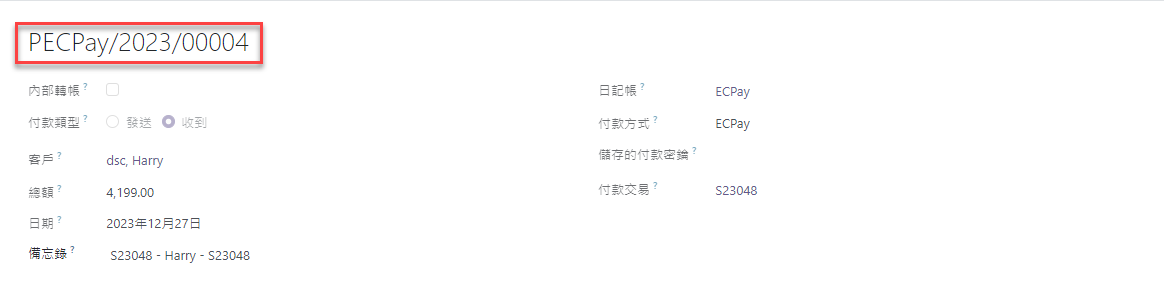 PECPay/2023/00004
內部轉帳 ?
付款類型 ? 發送 收到
客戶 ? dsc, Harry
總額 ? 4,199.00
日期 ? 2023年12月27日
備忘錄 ? S23048 - Harry - S23048
日記帳 ? ECPay
付款方式 ? ECPay
儲存的付款密鑰 ?
付款交易 ? S23048